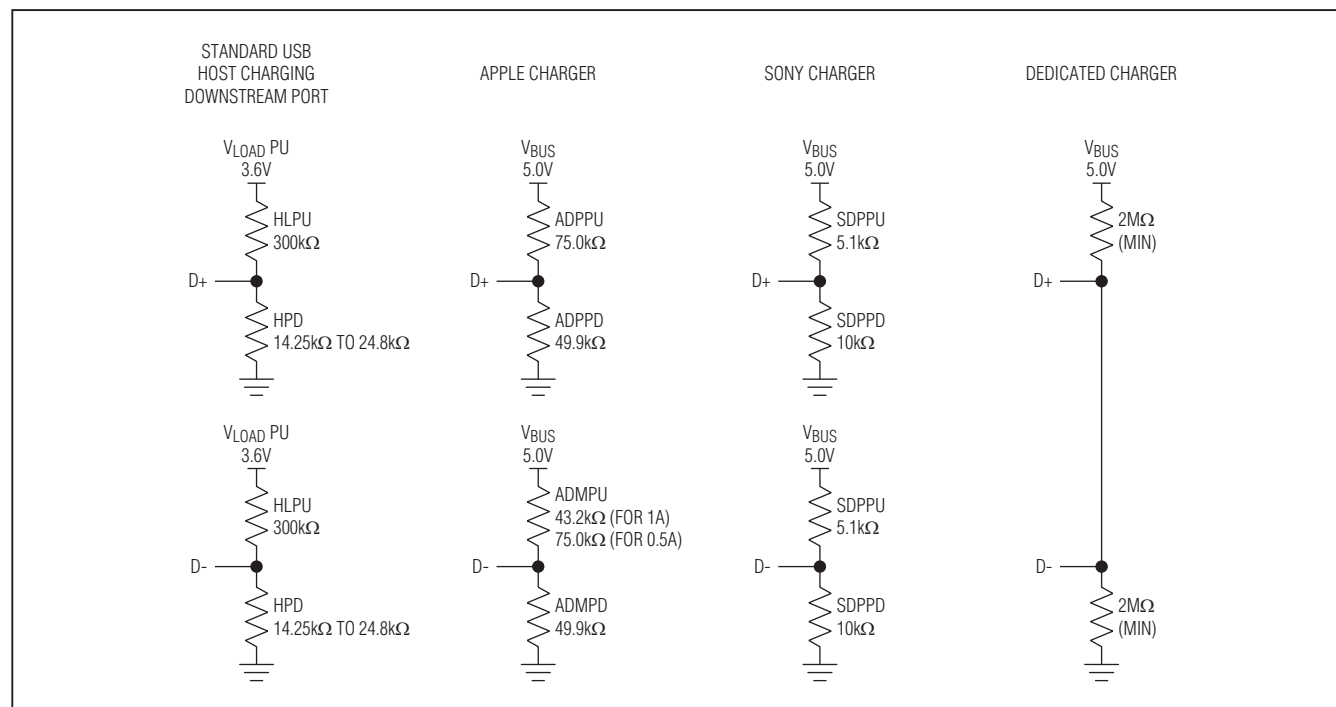 STANDARD USB
HOST CHARGING
DOWNSTREAM PORT
APPLE CHARGER
SONY CHARGER
DEDICATED CHARGER
VLOAD PU
3.6V
HLPU
300kΩ
D+
HPD
14.25kΩ TO 24.8kΩ
VBUS
5.0V
ADPPU
75.0kΩ
D+
ADPPD
49.9kΩ
VBUS
5.0V
SDPPU
5.1kΩ
D+
SDPPD
10kΩ
VBUS
5.0V
2MΩ
(MIN)
D+
VLOAD PU
3.6V
HLPU
300kΩ
D-
HPD
14.25kΩ TO 24.8kΩ
VBUS
5.0V
ADMPU
43.2kΩ (FOR 1A)
75.0kΩ (FOR 0.5A)
D-
ADMPD
49.9kΩ
VBUS
5.0V
SDPPU
5.1kΩ
D-
SDPPD
10kΩ
D-
2MΩ
(MIN)